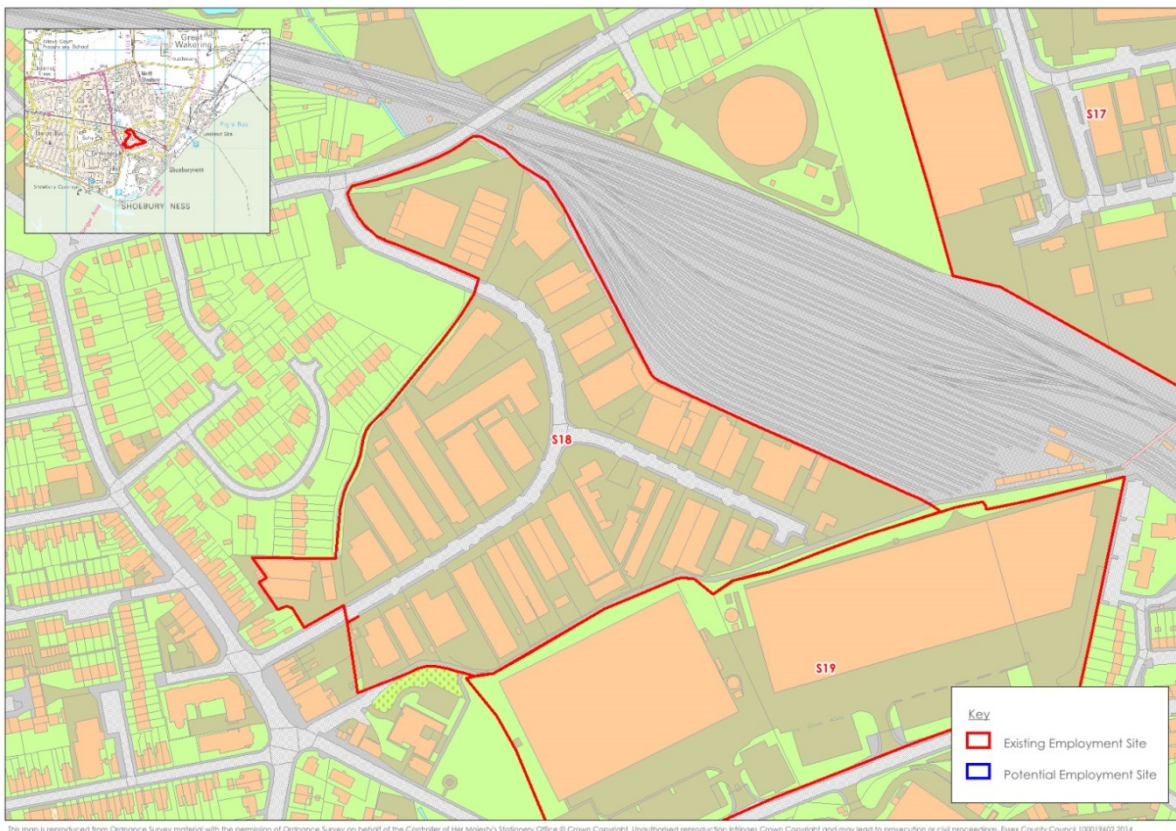 Great
Wakering
Shoeburyness
SHOEBURY NESS
S17
S18
S19
Key
Existing Employment Site
Potential Employment Site
This map is reproduced from Ordnance Survey material with the permission of Ordnance Survey on behalf of the Controller of Her Majesty's Stationery Office © Crown Copyright. Unauthorised reproduction infringes Crown Copyright and may lead to prosecution or civil proceedings. Essex County Council 100019602 2014